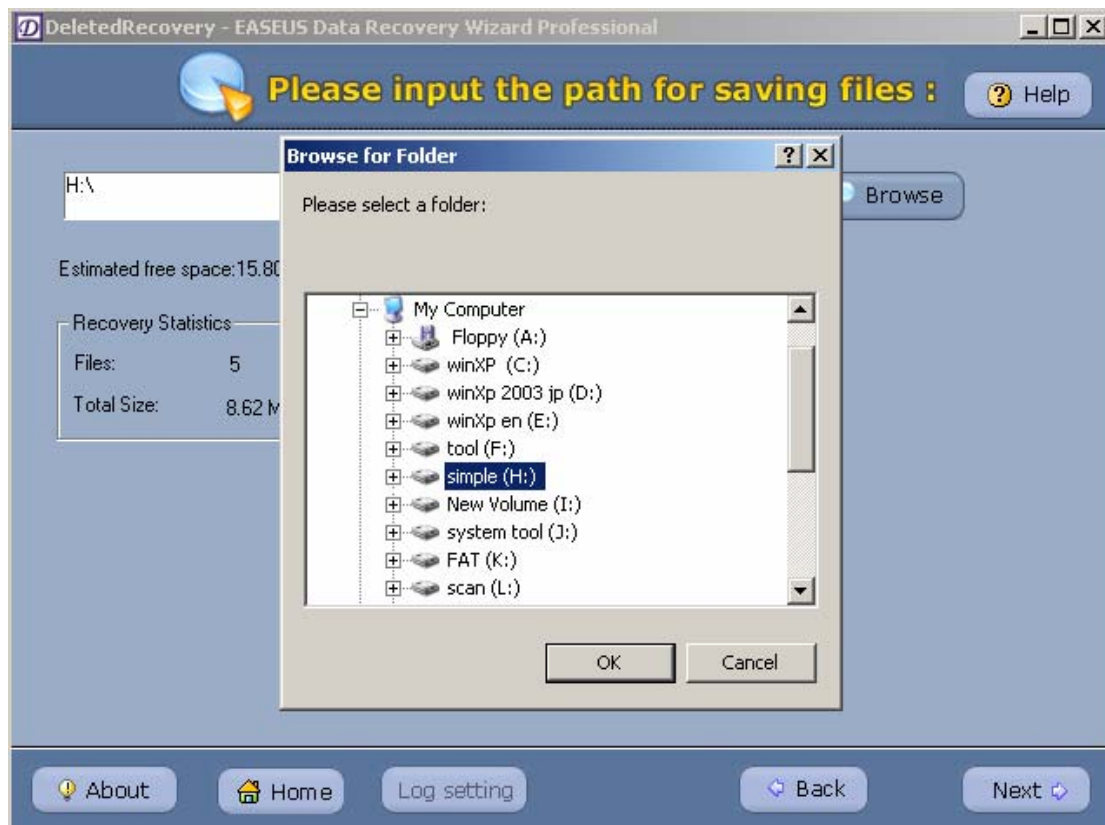 DeletedRecovery - EASEUS Data Recovery Wizard Professional
Please input the path for saving files :
Help
Browse for Folder
H:\
Please select a folder:
Browse
Estimated free space:15.80
My Computer
Floppy (A:)
Recovery Statistics
winXP (C:)
Files: 5
winXp 2003 jp (D:)
Total Size: 8.62 M
winXp en (E:)
tool (F:)
simple (H:)
New Volume (I:)
system tool (J:)
FAT (K:)
scan (L:)
OK Cancel
About Home Log setting Back Next